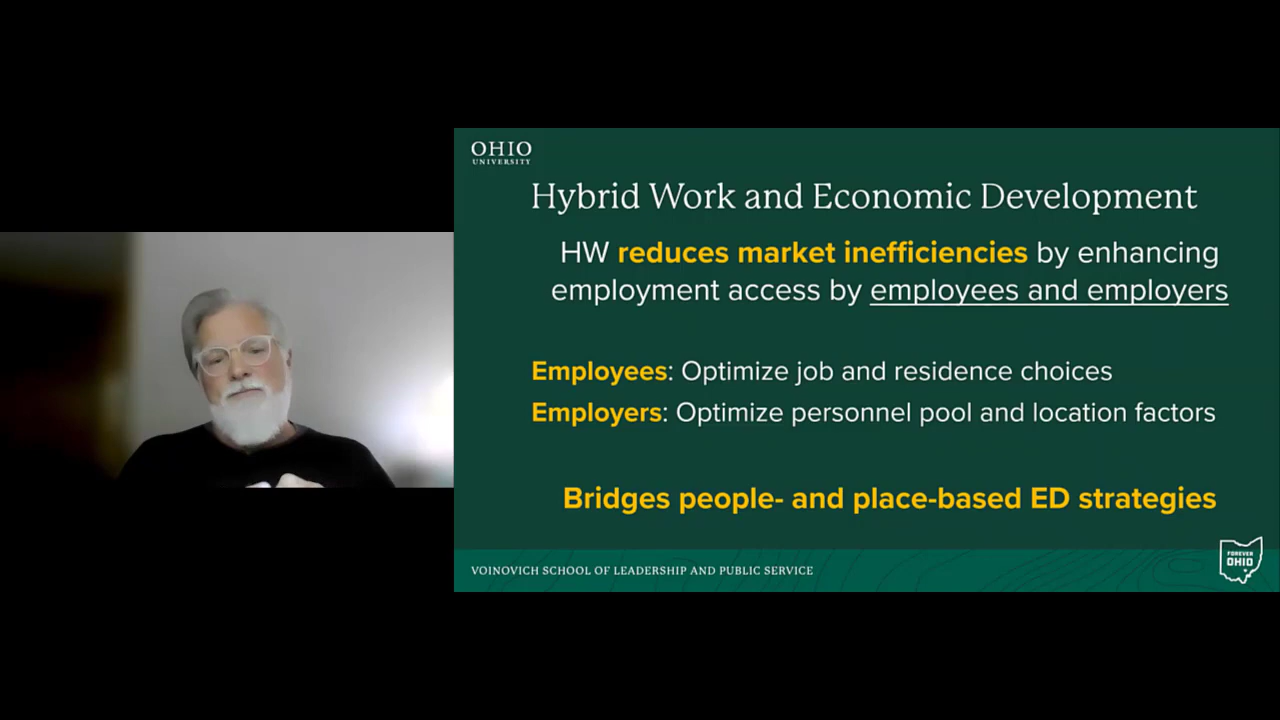 OHIO
UNIVERSITY
Hybrid Work and Economic Development
HW reduces market inefficiencies by enhancing
employment access by employees and employers
Employees: Optimize job and residence choices
Employers: Optimize personnel pool and location factors
Bridges people- and place-based ED strategies
VOINOVICH SCHOOL OF LEADERSHIP AND PUBLIC SERVICE
FOREVER
OHIO